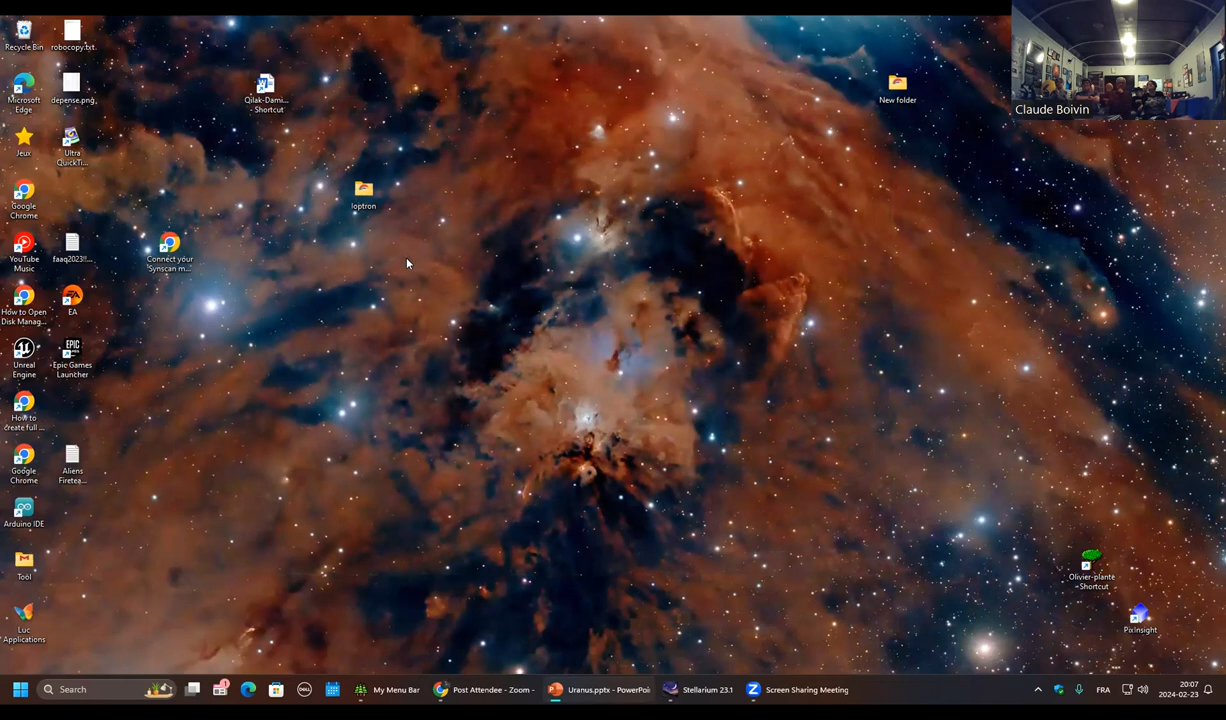 Recycle Bin
robocopy.txt
Microsoft
Edge
depense.png
Qilak-Dami...
- Shortcut
New folder
Claude Boivin
Jeux
Ultra
QuickTi...
Google
Chrome
Ioptron
YouTube
Music
faaq2023!!...
Connect your
Synscan m...
How to Open
Disk Manag...
EA
Unreal
Engine
EPIC
GAMES
Epic Games
Launcher
How to
create full ...
Google
Chrome
Aliens
Firetea...
Arduino IDE
Tool
Olivier-plante
- Shortcut
Luc
Applications
PixInsight
Search
1
DELL
My Menu Bar
Post Attendee - Zoom -
Uranus.pptx - PowerPoi
Stellarium 23.1
Screen Sharing Meeting
FRA
20:07
2024-02-23